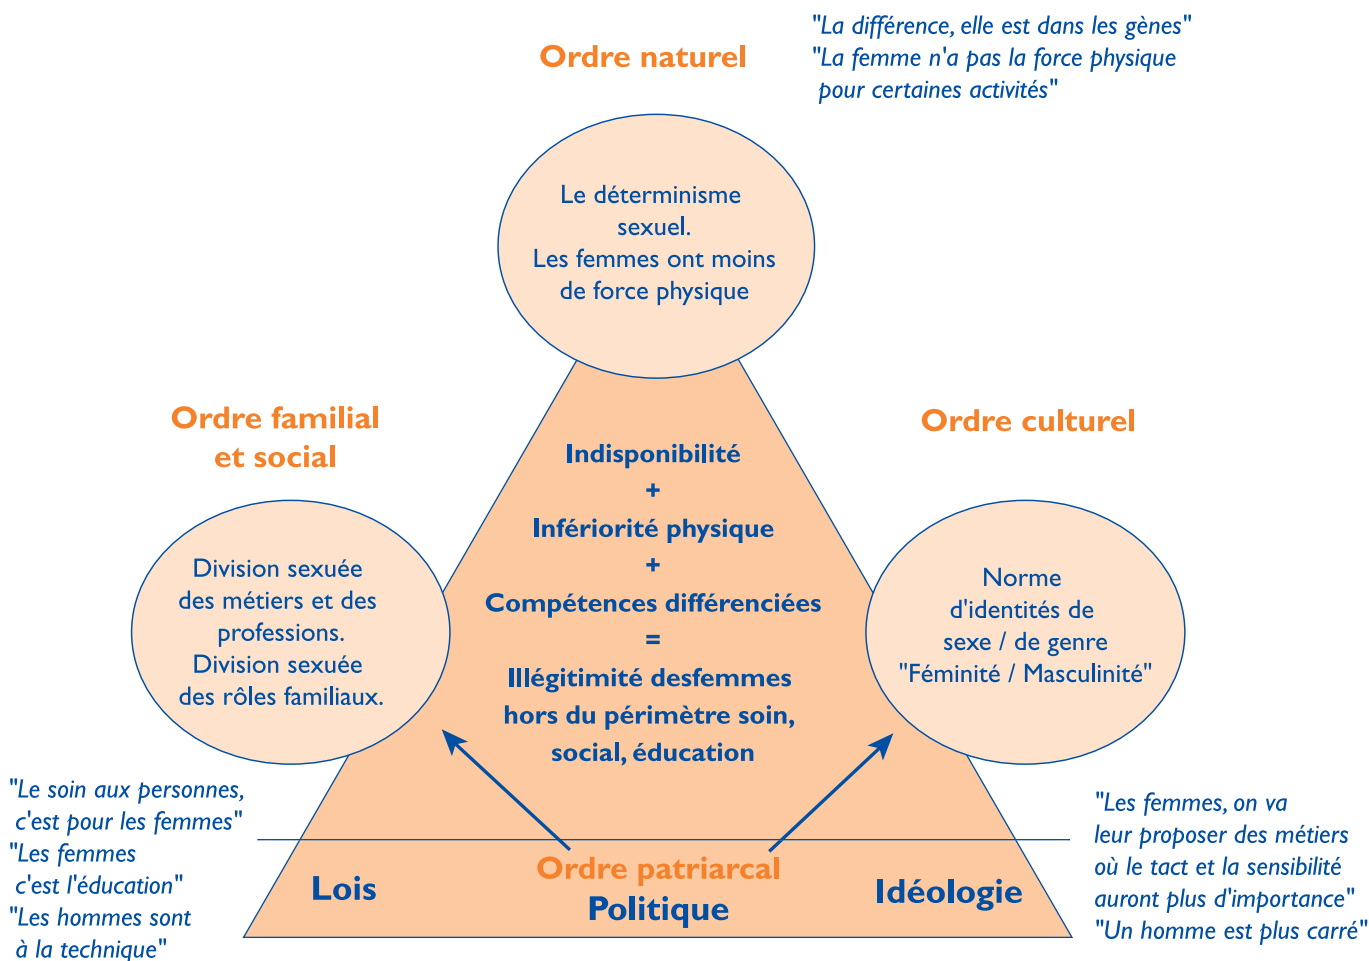 Ordre naturel
"La différence, elle est dans les gènes"
"La femme n'a pas la force physique
pour certaines activités"
Le déterminisme
sexuel.
Les femmes ont moins
de force physique
Ordre familial
et social
Ordre culturel
Indisponibilité
+
Infériorité physique
+
Compétences différenciées
=
Illégitimité desfemmes
hors du périmètre soin,
social, éducation
Division sexuée
des métiers et des
professions.
Division sexuée
des rôles familiaux.
Norme
d'identités de
sexe / de genre
"Féminité / Masculinité"
"Le soin aux personnes,
c'est pour les femmes"
"Les femmes
c'est l'éducation"
"Les hommes sont
à la technique"
Ordre patriarcal
Lois
Politique
Idéologie
"Les femmes, on va
leur proposer des métiers
où le tact et la sensibilité
auront plus d'importance"
"Un homme est plus carré"